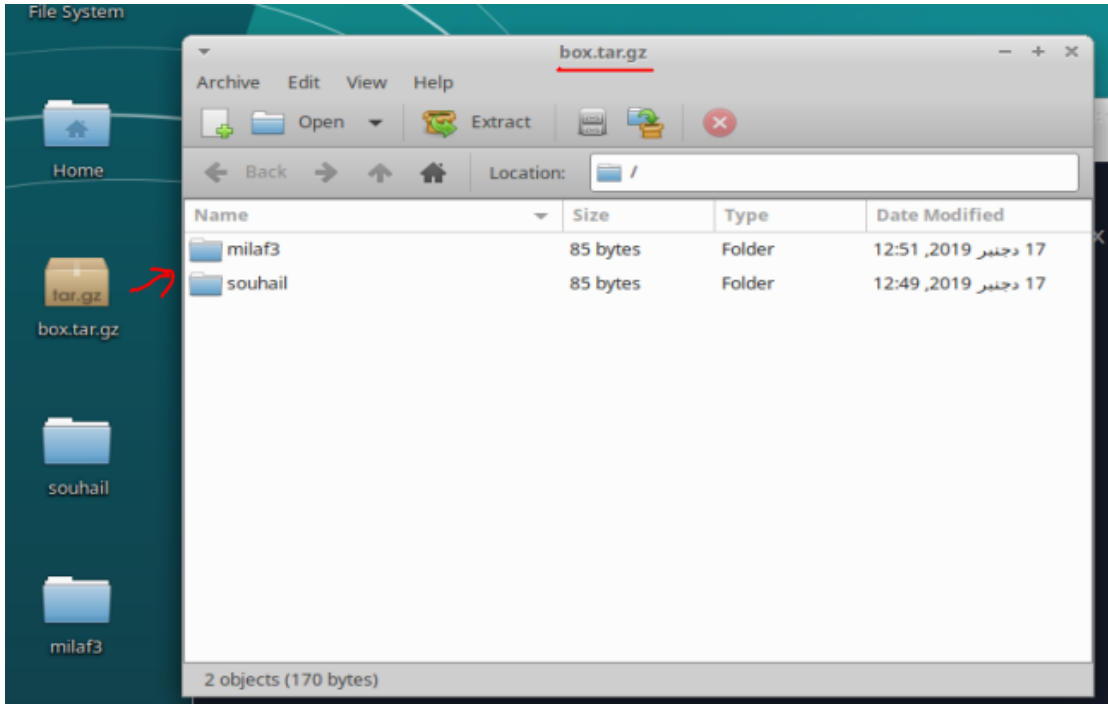 File System
Home
tar.gz
box.tar.gz
souhail
milaf3
box.tar.gz
Archive Edit View Help
Open Extract
Back Location: /
Name Size Type Date Modified
milaf3 85 bytes Folder 17 دجنبر 2019, 12:51
souhail 85 bytes Folder 17 دجنبر 2019, 12:49
2 objects (170 bytes)